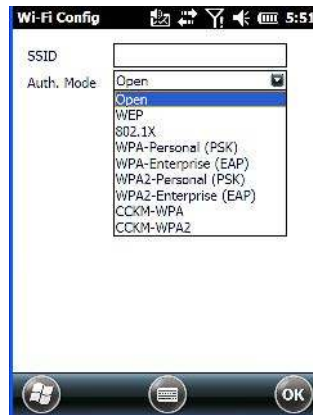 Wi-Fi Config 5:51
SSID
Auth. Mode Open
Open
WEP
802.1X
WPA-Personal (PSK)
WPA-Enterprise (EAP)
WPA2-Personal (PSK)
WPA2-Enterprise (EAP)
CCKM-WPA
CCKM-WPA2
OK